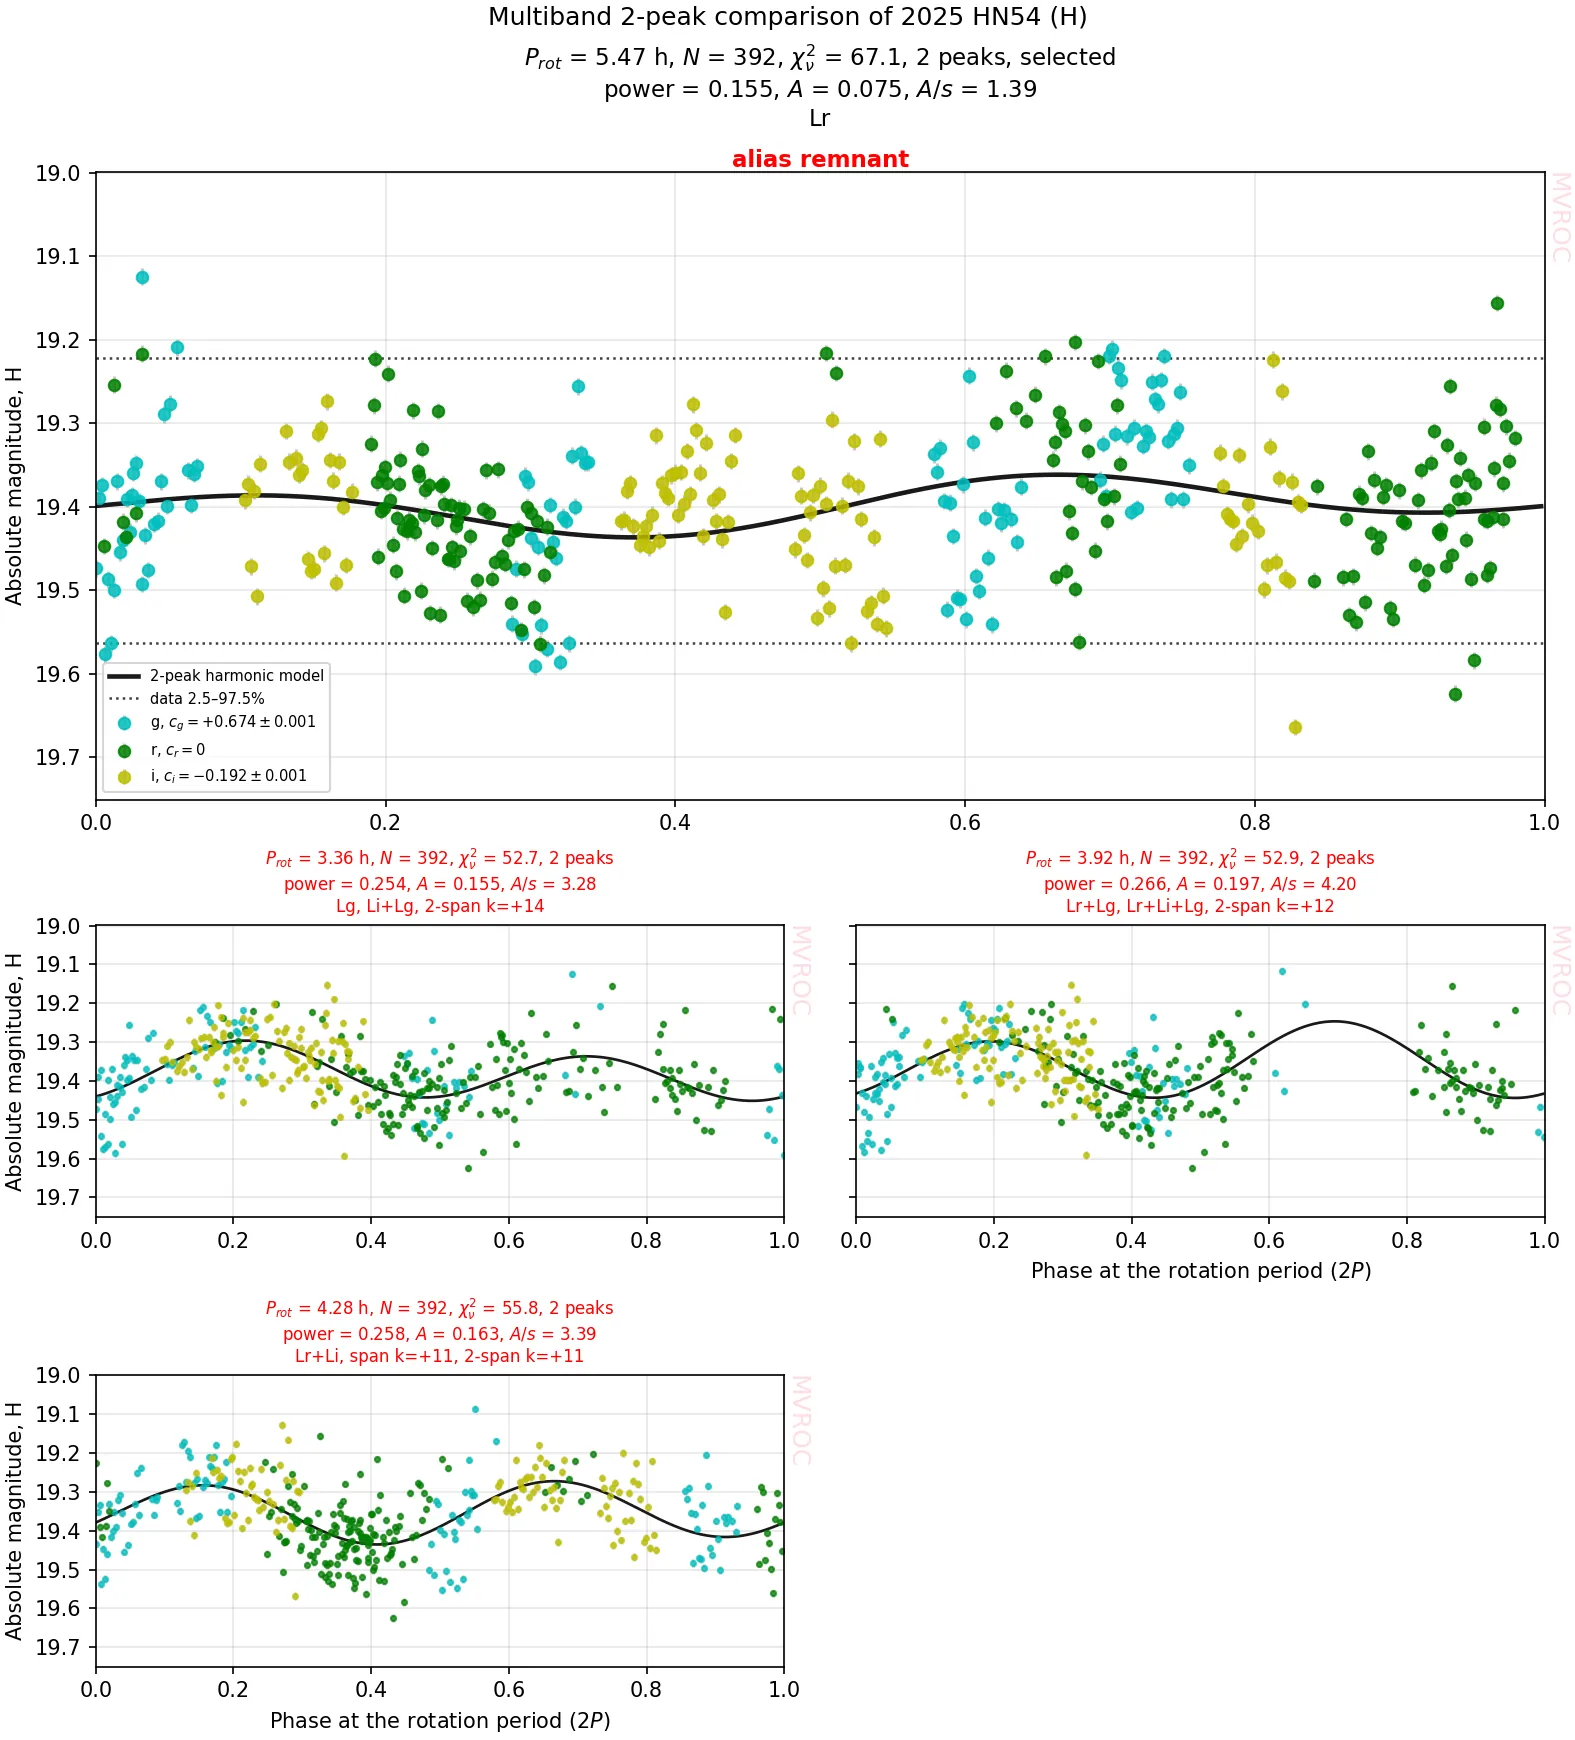 Multiband 2-peak comparison of 2025 HN54 (H)
P_rot = 5.47 h, N = 392, χ²_ν = 67.1, 2 peaks, selected
power = 0.155, A = 0.075, A/s = 1.39
Lr
alias remnant
19.0
19.1
19.2
19.3
19.4
19.5
19.6
19.7
Absolute magnitude, H
MVROC
2-peak harmonic model
data 2.5–97.5%
g, c_g = +0.674 ± 0.001
r, c_r = 0
i, c_i = −0.192 ± 0.001
0.0 0.2 0.4 0.6 0.8 1.0
P_rot = 3.36 h, N = 392, χ²_ν = 52.7, 2 peaks
power = 0.254, A = 0.155, A/s = 3.28
Lg, Li+Lg, 2-span k=+14
19.0
19.1
19.2
19.3
19.4
19.5
19.6
19.7
Absolute magnitude, H
MVROC
0.0 0.2 0.4 0.6 0.8 1.0
P_rot = 3.92 h, N = 392, χ²_ν = 52.9, 2 peaks
power = 0.266, A = 0.197, A/s = 4.20
Lr+Lg, Lr+Li+Lg, 2-span k=+12
MVROC
0.0 0.2 0.4 0.6 0.8 1.0
Phase at the rotation period (2P)
P_rot = 4.28 h, N = 392, χ²_ν = 55.8, 2 peaks
power = 0.258, A = 0.163, A/s = 3.39
Lr+Li, span k=+11, 2-span k=+11
19.0
19.1
19.2
19.3
19.4
19.5
19.6
19.7
Absolute magnitude, H
MVROC
0.0 0.2 0.4 0.6 0.8 1.0
Phase at the rotation period (2P)